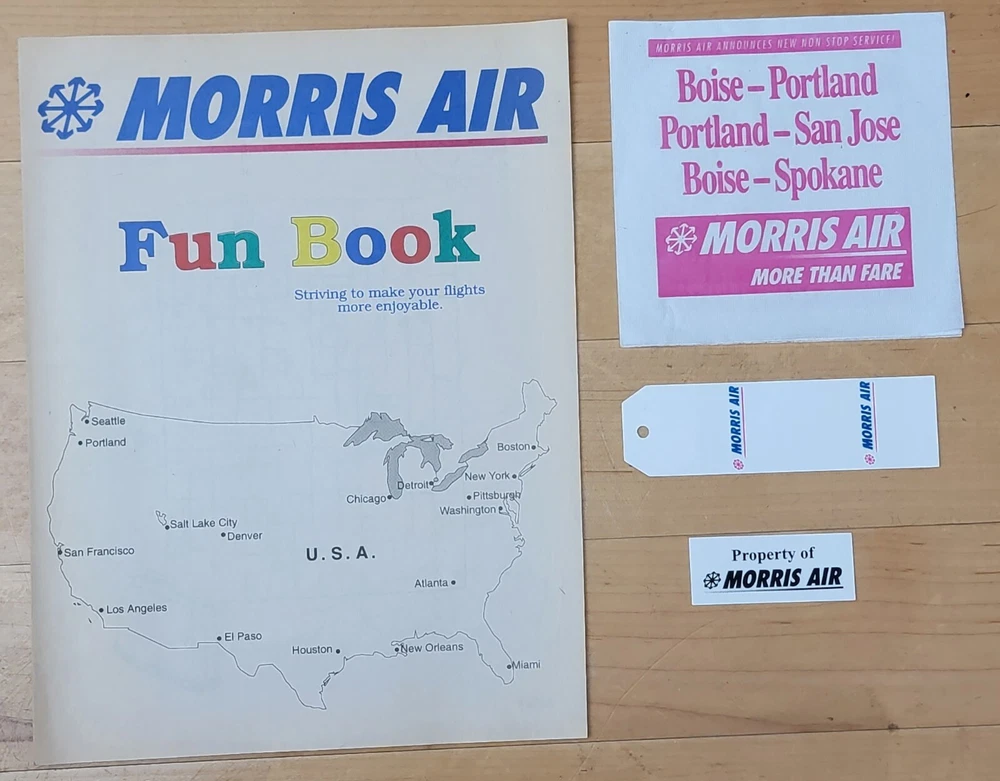 MORRIS AIR
Fun Book
Striving to make your flights
more enjoyable.
Seattle
Portland
Boston
New York
Detroit
Chicago
Pittsburgh
Washington
Salt Lake City
Denver
San Francisco
U.S.A.
Atlanta
Los Angeles
El Paso
Houston
New Orleans
Miami
MORRIS AIR ANNOUNCES NEW NON STOP SERVICE!
Boise – Portland
Portland – San Jose
Boise – Spokane
MORRIS AIR
MORE THAN FARE
MORRIS AIR
MORRIS AIR
Property of
MORRIS AIR